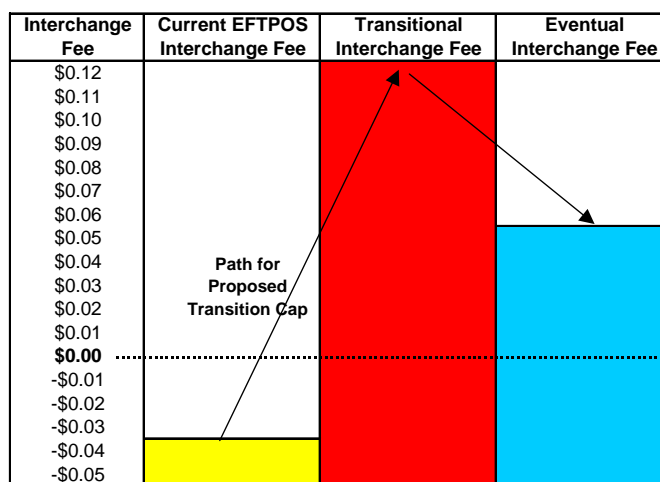 Interchange Fee
Current EFTPOS Interchange Fee
Transitional Interchange Fee
Eventual Interchange Fee
$0.12
$0.11
$0.10
$0.09
$0.08
$0.07
$0.06
$0.05
$0.04
$0.03
$0.02
$0.01
$0.00
-$0.01
-$0.02
-$0.03
-$0.04
-$0.05
Path for
Proposed
Transition Cap